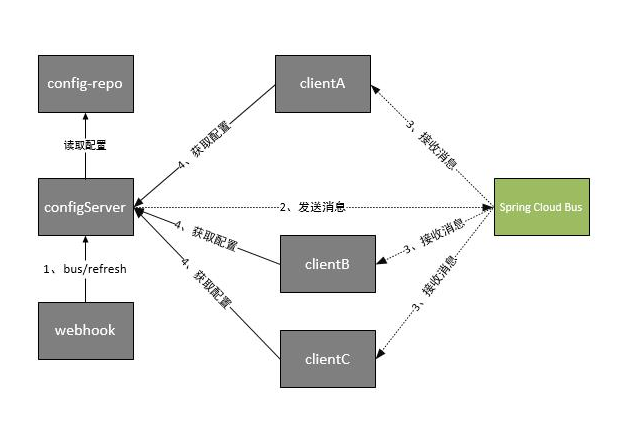 config-repo
clientA
读取配置
4、获取配置
3、接收消息
configServer
2、发送消息
Spring Cloud Bus
4、获取配置
3、接收消息
clientB
1、bus/refresh
4、获取配置
3、接收消息
webhook
clientC